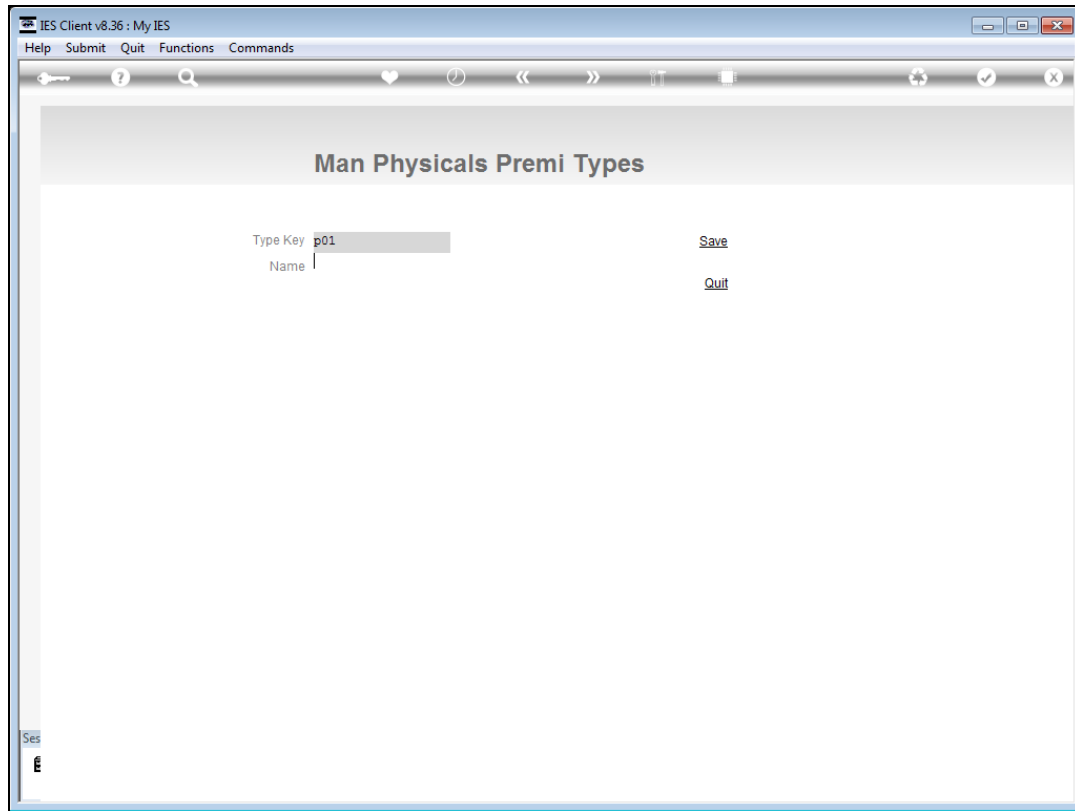 IES Client v8.36 : My IES
Help Submit Quit Functions Commands
Man Physicals Premi Types
Type Key p01 Save
Name
Quit
Ses